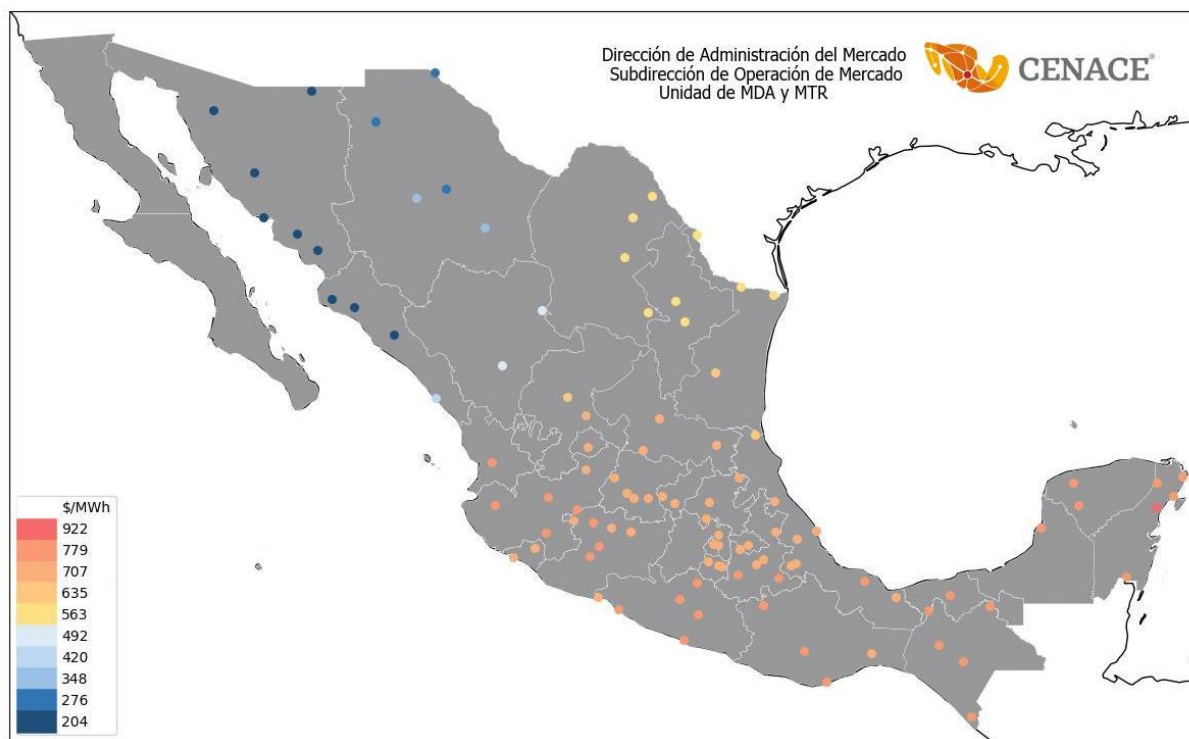 Dirección de Administración del Mercado
Subdirección de Operación de Mercado
Unidad de MDA y MTR
CENACE
$/MWh
922
779
707
635
563
492
420
348
276
204